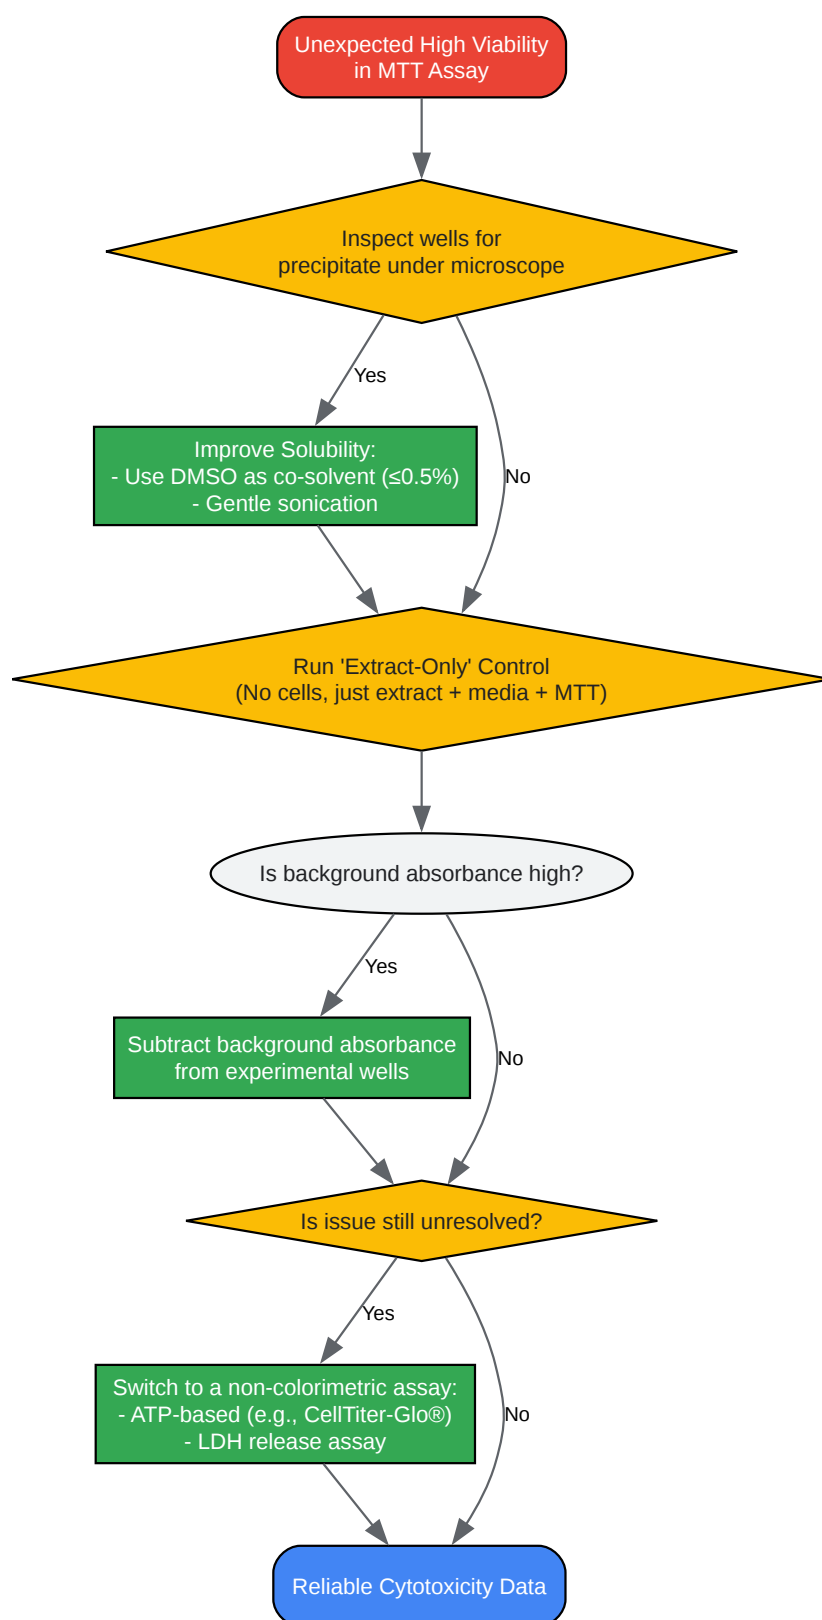 Unexpected High Viability
in MTT Assay
Inspect wells for
precipitate under microscope
Yes
Improve Solubility:
- Use DMSO as co-solvent (≤0.5%)
- Gentle sonication
No
Run 'Extract-Only' Control
(No cells, just extract + media + MTT)
Is background absorbance high?
Yes
Subtract background absorbance
from experimental wells
No
Is issue still unresolved?
Yes
Switch to a non-colorimetric assay:
- ATP-based (e.g., CellTiter-Glo®)
- LDH release assay
No
Reliable Cytotoxicity Data